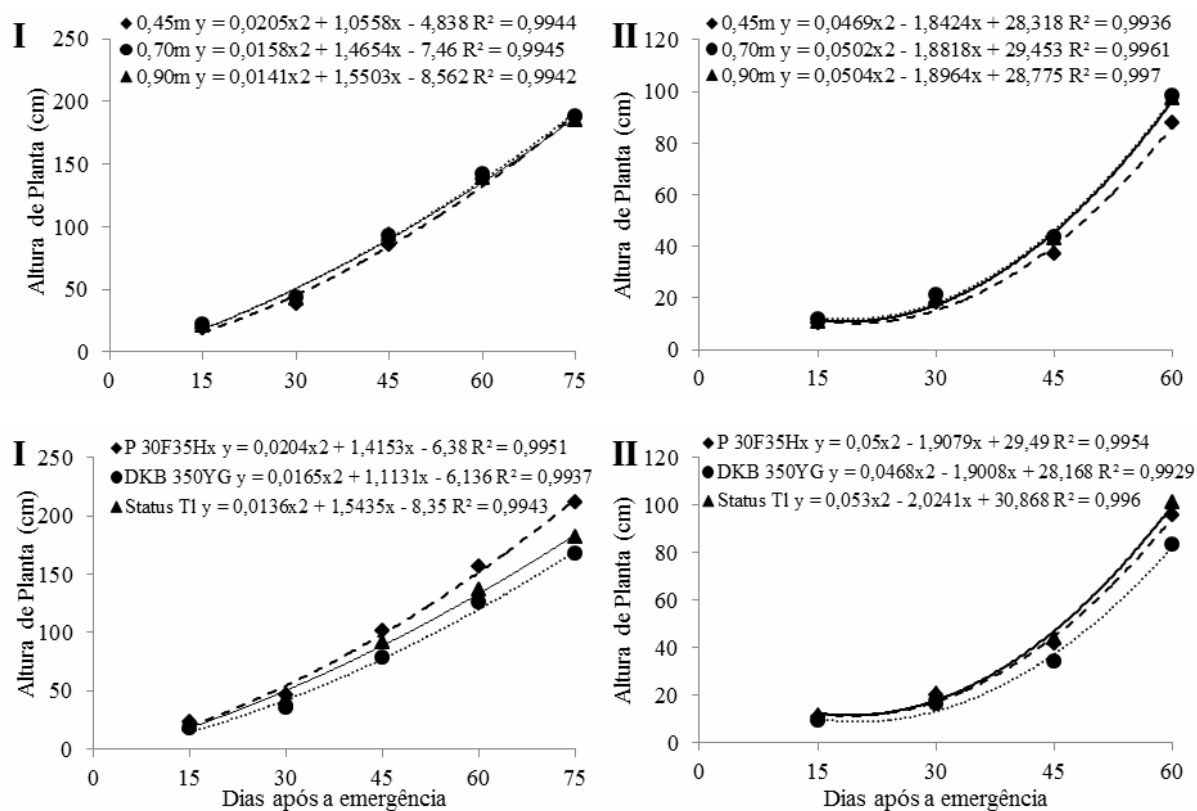 I
◆ 0,45m y = 0,0205x2 + 1,0558x - 4,838 R² = 0,9944
● 0,70m y = 0,0158x2 + 1,4654x - 7,46 R² = 0,9945
▲ 0,90m y = 0,0141x2 + 1,5503x - 8,562 R² = 0,9942
Altura de Planta (cm)
250
200
150
100
50
0
0 15 30 45 60 75
II
◆ 0,45m y = 0,0469x2 - 1,8424x + 28,318 R² = 0,9936
● 0,70m y = 0,0502x2 - 1,8818x + 29,453 R² = 0,9961
▲ 0,90m y = 0,0504x2 - 1,8964x + 28,775 R² = 0,997
Altura de Planta (cm)
120
100
80
60
40
20
0
0 15 30 45 60
I
◆ P 30F35Hx y = 0,0204x2 + 1,4153x - 6,38 R² = 0,9951
● DKB 350YG y = 0,0165x2 + 1,1131x - 6,136 R² = 0,9937
▲ Status Tl y = 0,0136x2 + 1,5435x - 8,35 R² = 0,9943
Altura de Planta (cm)
250
200
150
100
50
0
0 15 30 45 60 75
Dias após a emergência
II
◆ P 30F35Hx y = 0,05x2 - 1,9079x + 29,49 R² = 0,9954
● DKB 350YG y = 0,0468x2 - 1,9008x + 28,168 R² = 0,9929
▲ Status Tl y = 0,053x2 - 2,0241x + 30,868 R² = 0,996
Altura de Planta (cm)
120
100
80
60
40
20
0
0 15 30 45 60
Dias após a emergência